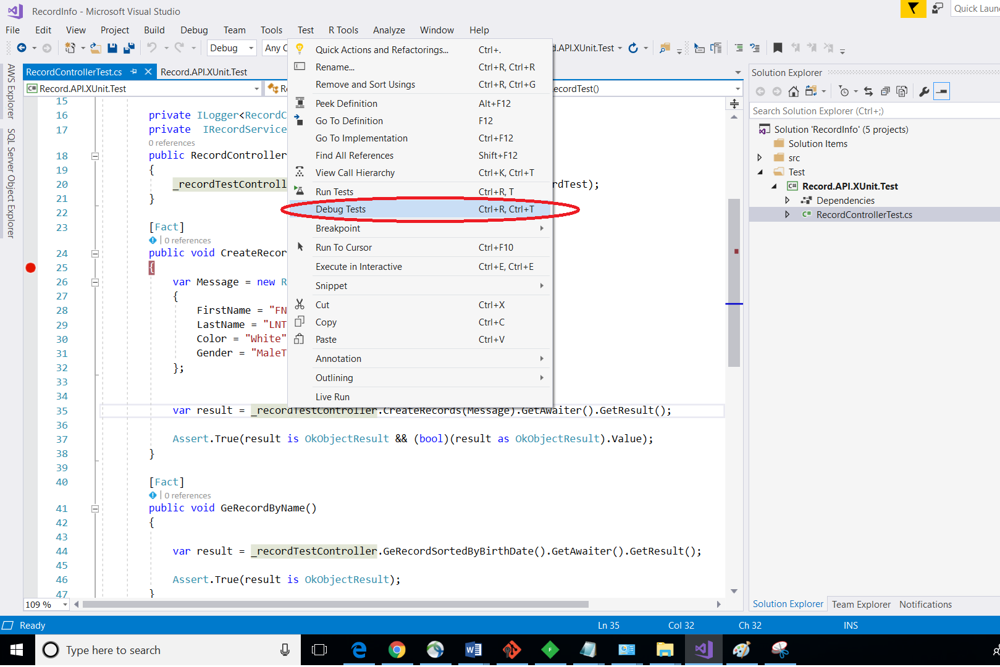 RecordInfo - Microsoft Visual Studio
Quick Laun
File Edit View Project Build Debug Team Tools Test R Tools Analyze Window Help
Debug Any C d.API.XUnit.Test
RecordControllerTest.cs Record.API.XUnit.Test
Record.API.XUnit.Test Re ecordTest()
AWS Explorer
SQL Server Object Explorer
15
16 private ILogger<RecordC
17 private IRecordService
0 references
18 public RecordController
19 {
20 _recordTestControll rdTest);
21 }
22
23 [Fact]
0 references
24 public void CreateRecor
25 {
26 var Message = new R
27 {
28 FirstName = "FN
29 LastName = "LNT
30 Color = "White"
31 Gender = "MaleT
32 };
33
34
35 var result = _recordTestController.CreateRecords(Message).GetAwaiter().GetResult();
36
37 Assert.True(result is OkObjectResult && (bool)(result as OkObjectResult).Value);
38 }
39
40 [Fact]
0 references
41 public void GeRecordByName()
42 {
43
44 var result = _recordTestController.GeRecordSortedByBirthDate().GetAwaiter().GetResult();
45
46 Assert.True(result is OkObjectResult);
47 }
109 %
Quick Actions and Refactorings... Ctrl+.
Rename... Ctrl+R, Ctrl+R
Remove and Sort Usings Ctrl+R, Ctrl+G
Peek Definition Alt+F12
Go To Definition F12
Go To Implementation Ctrl+F12
Find All References Shift+F12
View Call Hierarchy Ctrl+K, Ctrl+T
Run Tests Ctrl+R, T
Debug Tests Ctrl+R, Ctrl+T
Breakpoint
Run To Cursor Ctrl+F10
Execute in Interactive Ctrl+E, Ctrl+E
Snippet
Cut Ctrl+X
Copy Ctrl+C
Paste Ctrl+V
Annotation
Outlining
Live Run
Solution Explorer
Search Solution Explorer (Ctrl+;)
Solution 'RecordInfo' (5 projects)
Solution Items
src
Test
C# Record.API.XUnit.Test
Dependencies
C# RecordControllerTest.cs
Solution Explorer Team Explorer Notifications
Ready Ln 35 Col 32 Ch 32 INS
Type here to search